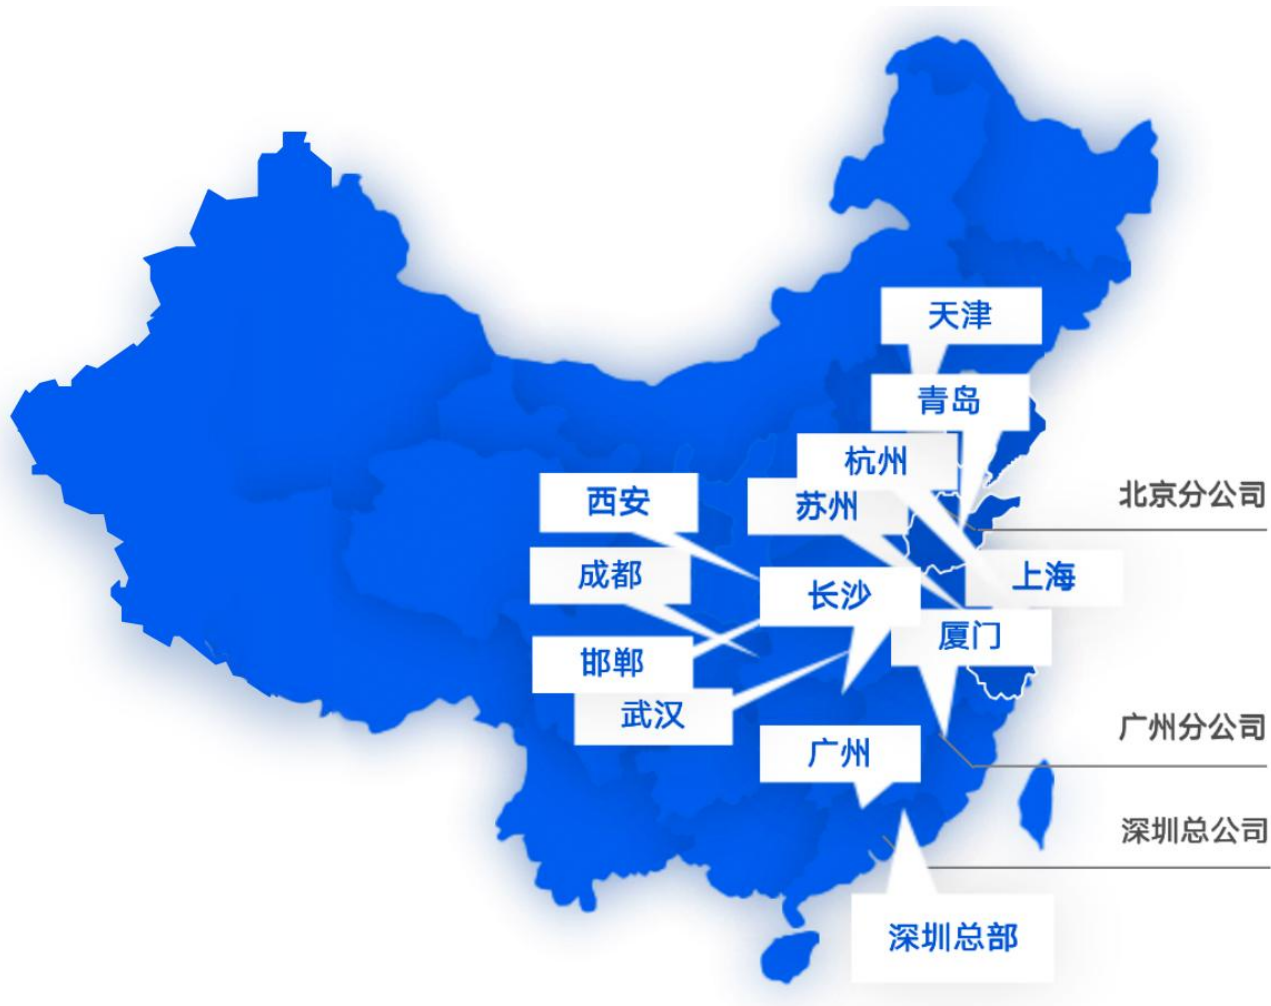 天津
青岛
杭州
北京分公司
西安
苏州
成都
上海
长沙
厦门
邯郸
武汉
广州分公司
广州
深圳总公司
深圳总部